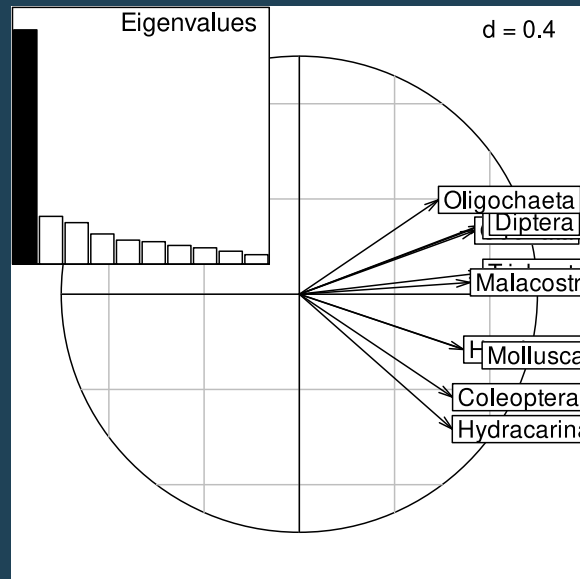 Eigenvalues
d = 0.4
Oligochaeta
Diptera
Malacostr
Mollusca
Coleoptera
Hydracarina